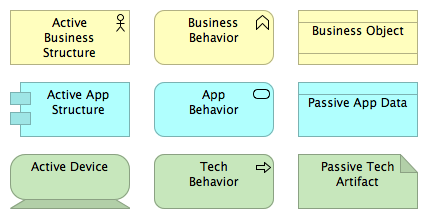 Active
Business
Structure
Business
Behavior
Business Object
Active App
Structure
App
Behavior
Passive App Data
Active Device
Tech
Behavior
Passive Tech
Artifact